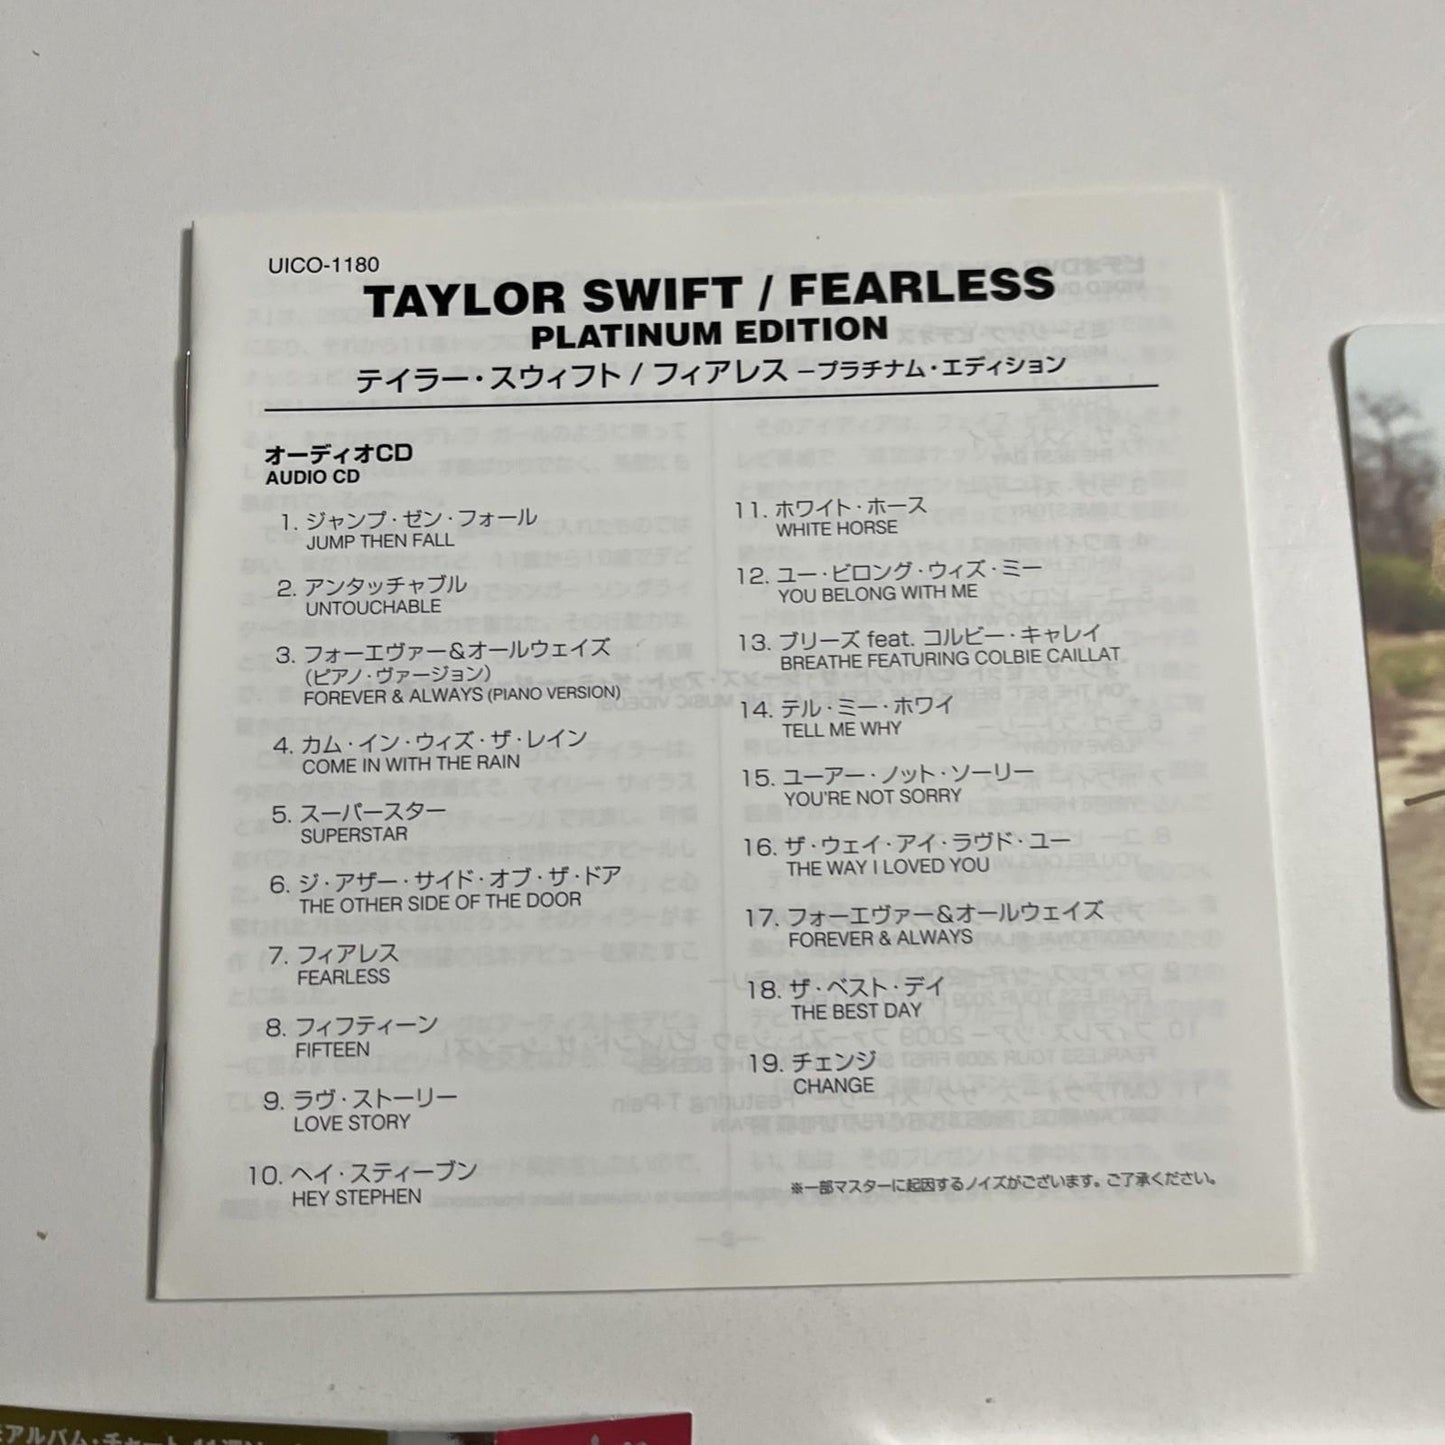 UICO-1180
TAYLOR SWIFT / FEARLESS
PLATINUM EDITION
テイラー・スウィフト / フィアレス −プラチナム・エディション
オーディオCD
AUDIO CD
1. ジャンプ・ゼン・フォール
JUMP THEN FALL
2. アンタッチャブル
UNTOUCHABLE
3. フォーエヴァー&オールウェイズ
(ピアノ・ヴァージョン)
FOREVER & ALWAYS (PIANO VERSION)
4. カム・イン・ウィズ・ザ・レイン
COME IN WITH THE RAIN
5. スーパースター
SUPERSTAR
6. ジ・アザー・サイド・オブ・ザ・ドア
THE OTHER SIDE OF THE DOOR
7. フィアレス
FEARLESS
8. フィフティーン
FIFTEEN
9. ラヴ・ストーリー
LOVE STORY
10. ヘイ・スティーブン
HEY STEPHEN
11. ホワイト・ホース
WHITE HORSE
12. ユー・ビロング・ウィズ・ミー
YOU BELONG WITH ME
13. ブリーズ feat. コルビー・キャレイ
BREATHE FEATURING COLBIE CAILLAT
14. テル・ミー・ホワイ
TELL ME WHY
15. ユーアー・ノット・ソーリー
YOU'RE NOT SORRY
16. ザ・ウェイ・アイ・ラヴド・ユー
THE WAY I LOVED YOU
17. フォーエヴァー&オールウェイズ
FOREVER & ALWAYS
18. ザ・ベスト・デイ
THE BEST DAY
19. チェンジ
CHANGE
※一部マスターに起因するノイズがございます。ご了承ください。
アルバム・チャート